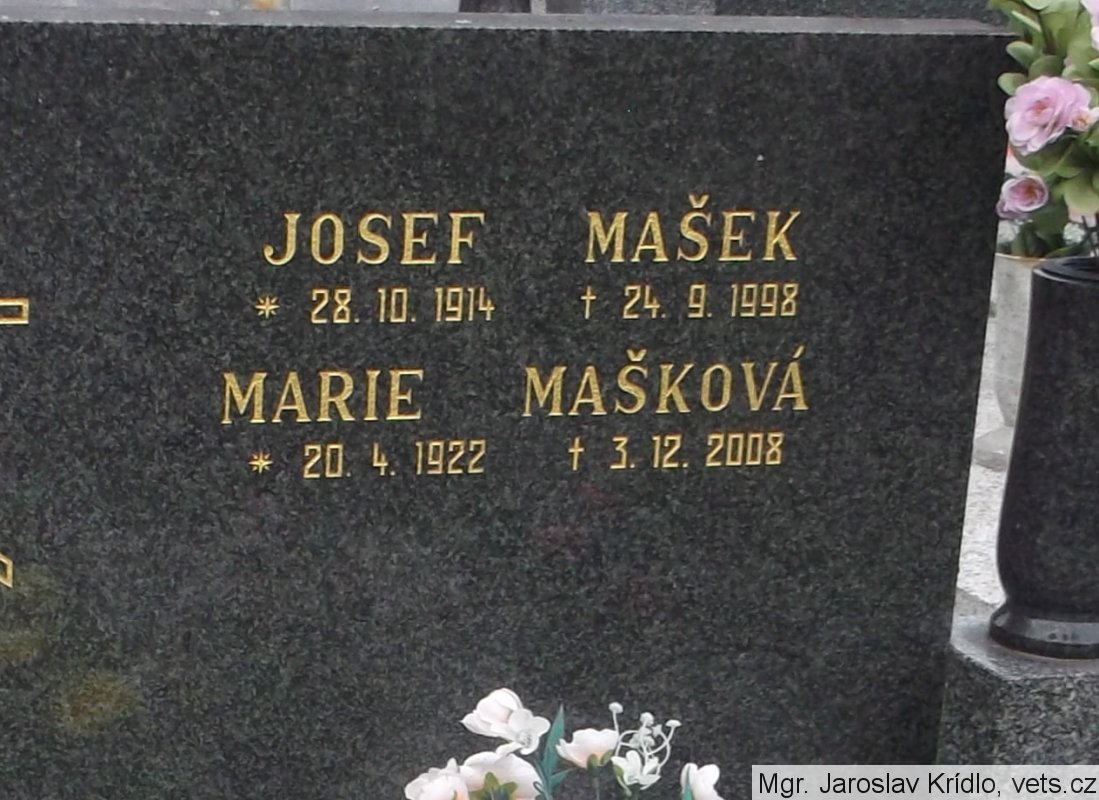 JOSEF MAŠEK
* 28. 10. 1914 † 24. 9. 1998
MARIE MAŠKOVÁ
* 20. 4. 1922 † 3. 12. 2008
Mgr. Jaroslav Krídlo, vets.cz